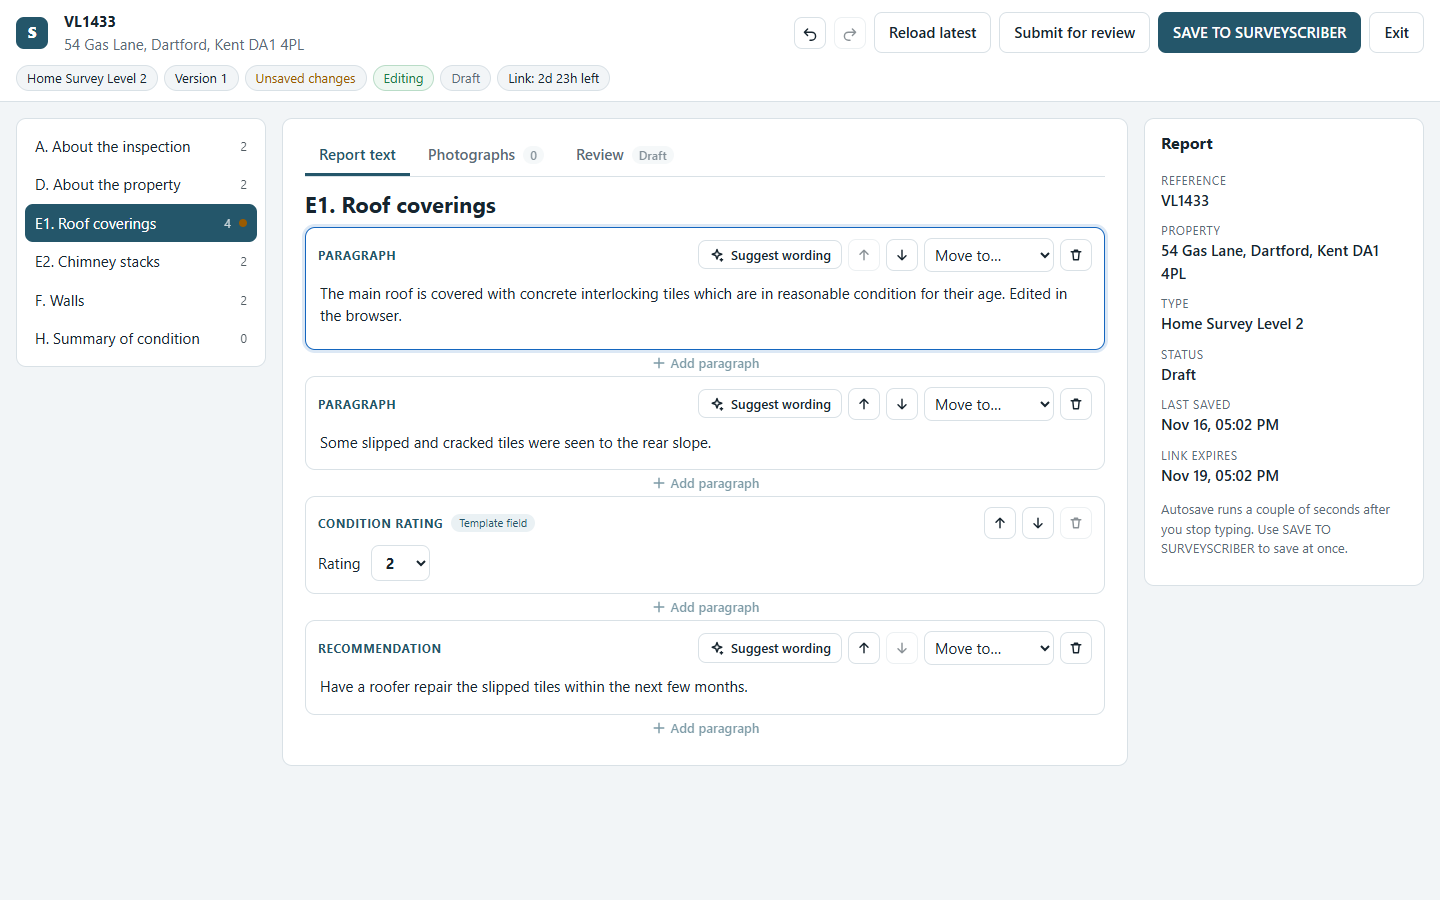 S
VL1433
54 Gas Lane, Dartford, Kent DA1 4PL
Reload latest
Submit for review
SAVE TO SURVEYSCRIBER
Exit
Home Survey Level 2
Version 1
Unsaved changes
Editing
Draft
Link: 2d 23h left
A. About the inspection 2
D. About the property 2
E1. Roof coverings 4
E2. Chimney stacks 2
F. Walls 2
H. Summary of condition 0
Report text
Photographs 0
Review Draft
E1. Roof coverings
PARAGRAPH
Suggest wording
Move to...
The main roof is covered with concrete interlocking tiles which are in reasonable condition for their age. Edited in
the browser.
Add paragraph
PARAGRAPH
Suggest wording
Move to...
Some slipped and cracked tiles were seen to the rear slope.
Add paragraph
CONDITION RATING Template field
Rating 2
Add paragraph
RECOMMENDATION
Suggest wording
Move to...
Have a roofer repair the slipped tiles within the next few months.
Add paragraph
Report
REFERENCE
VL1433
PROPERTY
54 Gas Lane, Dartford, Kent DA1
4PL
TYPE
Home Survey Level 2
STATUS
Draft
LAST SAVED
Nov 16, 05:02 PM
LINK EXPIRES
Nov 19, 05:02 PM
Autosave runs a couple of seconds after
you stop typing. Use SAVE TO
SURVEYSCRIBER to save at once.